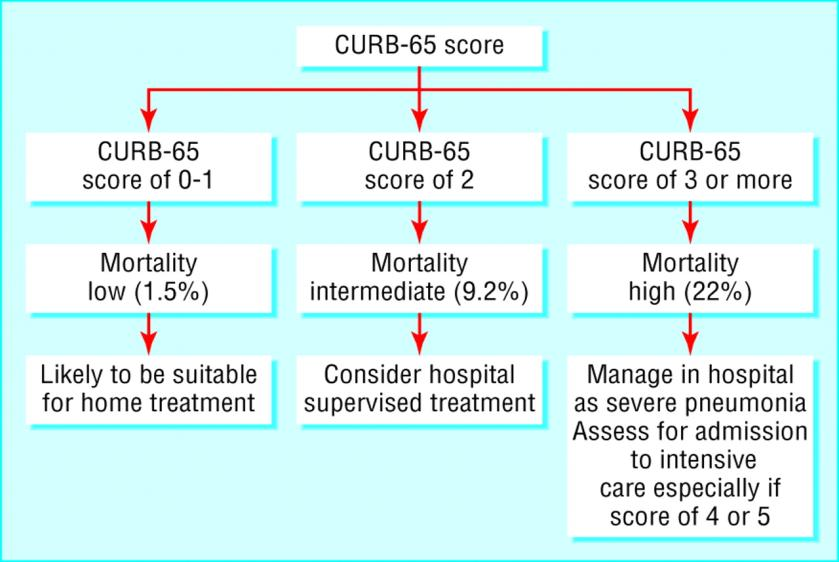 CURB-65 score
CURB-65
score of 0-1
CURB-65
score of 2
CURB-65
score of 3 or more
Mortality
low (1.5%)
Mortality
intermediate (9.2%)
Mortality
high (22%)
Likely to be suitable
for home treatment
Consider hospital
supervised treatment
Manage in hospital
as severe pneumonia
Assess for admission
to intensive
care especially if
score of 4 or 5